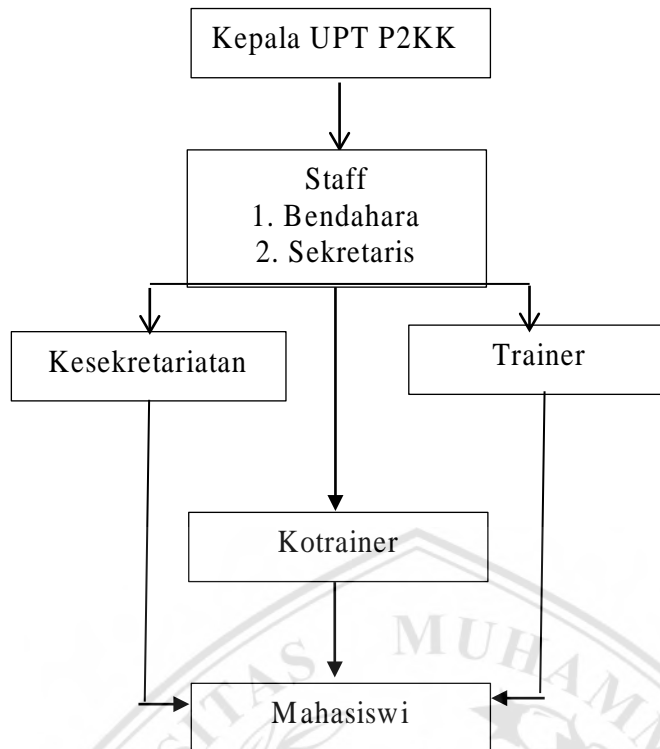 Kepala UPT P2KK
Staff
1. Bendahara
2. Sekretaris
Kesekretariatan
Trainer
Kotrainer
Mahasiswi